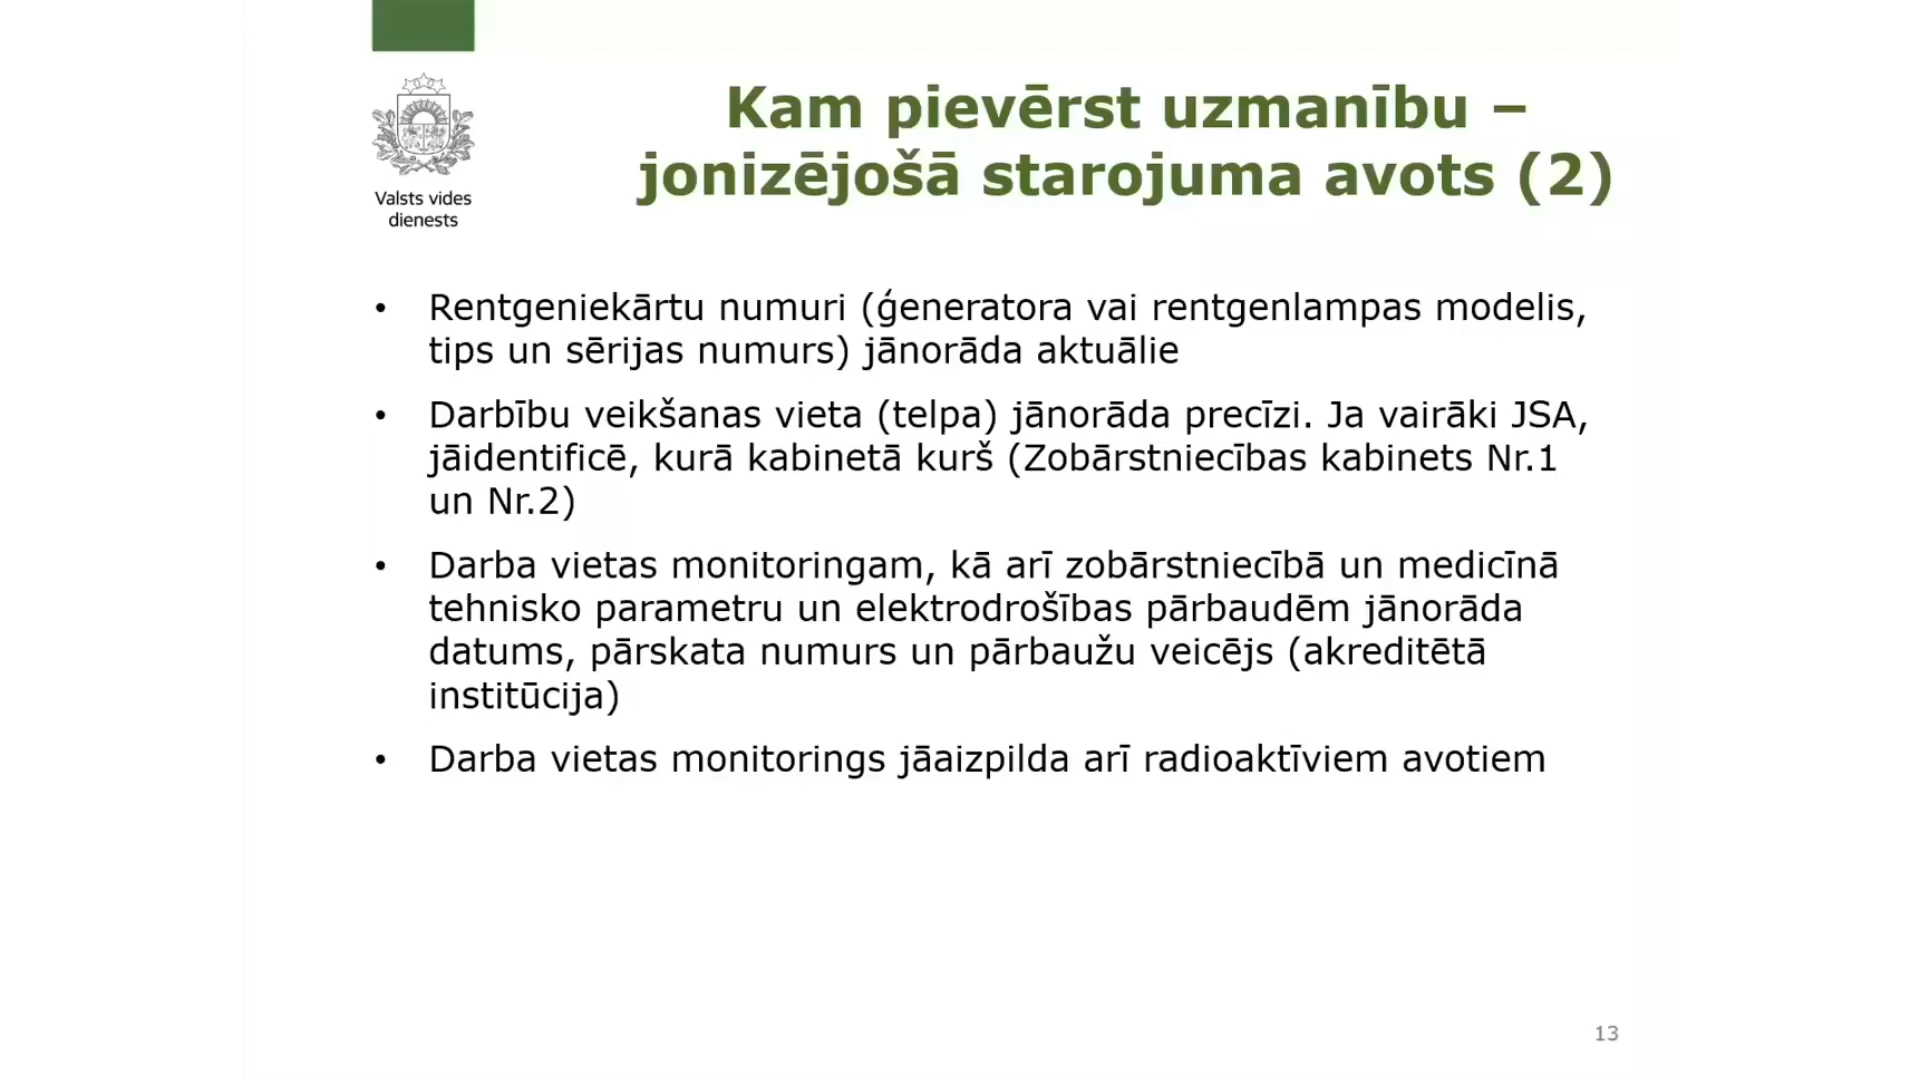 Valsts vides
dienests
Kam pievērst uzmanību –
jonizējošā starojuma avots (2)
• Rentgeniekārtu numuri (ģeneratora vai rentgenlampas modelis,
tips un sērijas numurs) jānorāda aktuālie
• Darbību veikšanas vieta (telpa) jānorāda precīzi. Ja vairāki JSA,
jāidentificē, kurā kabinetā kurš (Zobārstniecības kabinets Nr.1
un Nr.2)
• Darba vietas monitoringam, kā arī zobārstniecībā un medicīnā
tehnisko parametru un elektrodrošības pārbaudēm jānorāda
datums, pārskata numurs un pārbaužu veicējs (akreditētā
institūcija)
• Darba vietas monitorings jāaizpilda arī radioaktīviem avotiem
13